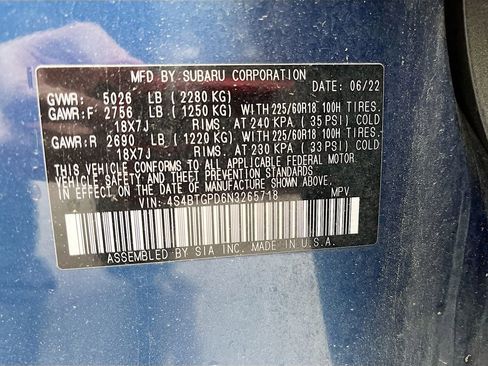 MFD BY SUBARU CORPORATION DATE: 06/22
GVWR: 5026 LB (2280 KG)
GAWR:F 2756 LB (1250 KG) WITH 225/60R18 100H TIRES.
18X7J RIMS. AT 240 KPA (35 PSI) COLD
GAWR:R 2690 LB (1220 KG) WITH 225/60R18 100H TIRES.
18X7J RIMS. AT 230 KPA (33 PSI) COLD
THIS VEHICLE CONFORMS TO ALL APPLICABLE FEDERAL MOTOR
VEHICLE SAFETY AND THEFT PREVENTION STANDARDS IN
EFFECT ON THE DATE OF MANUFACTURE SHOWN ABOVE.
VIN: 4S4BTGPD6N3265718 MPV
ASSEMBLED BY SIA INC. MADE IN U.S.A.